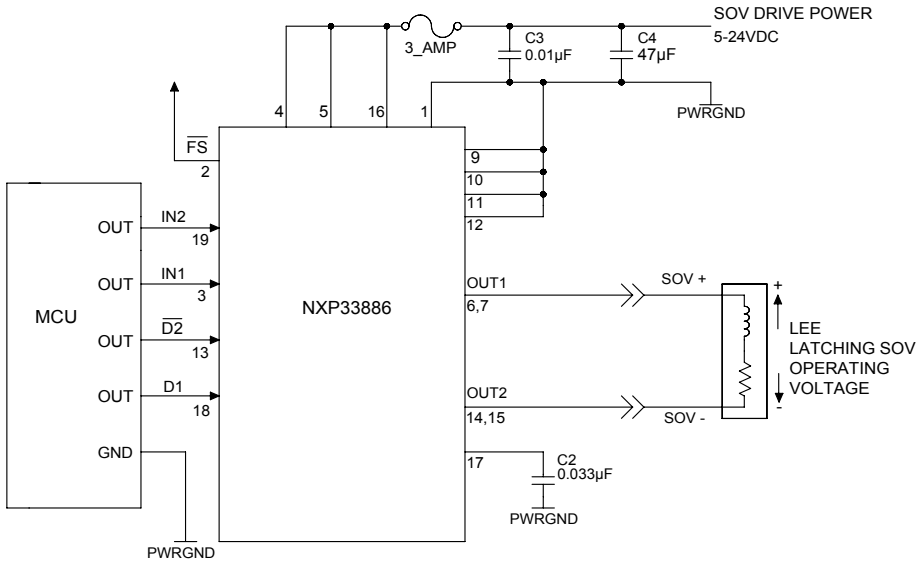 SOV DRIVE POWER
5-24VDC
3_AMP
C3
0.01µF
C4
47µF
PWRGND
4
5
16
1
FS
2
9
10
11
12
MCU
OUT
IN2
19
OUT
IN1
3
OUT
D2
13
OUT
D1
18
GND
PWRGND
NXP33886
OUT1
6,7
SOV +
OUT2
14,15
SOV -
+
LEE
LATCHING SOV
OPERATING
VOLTAGE
-
17
C2
0.033µF
PWRGND